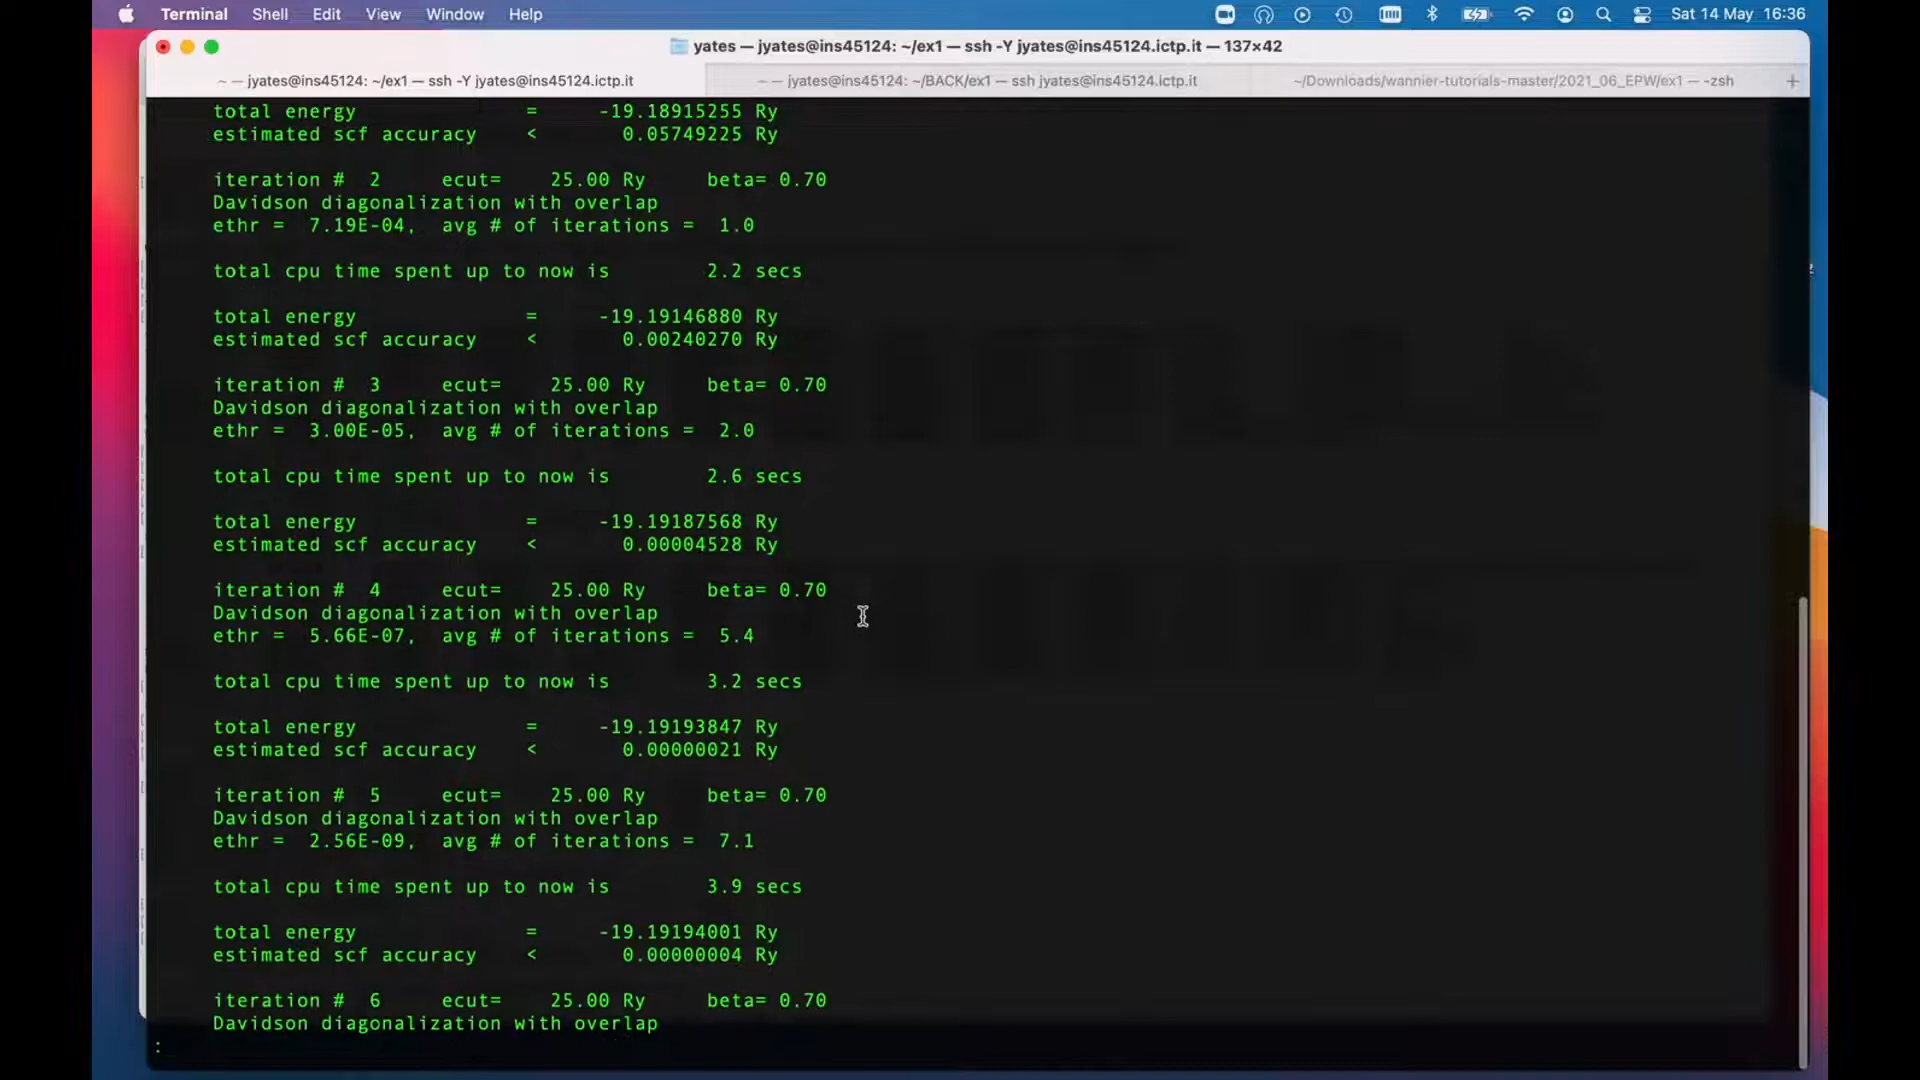 Terminal Shell Edit View Window Help Sat 14 May 16:36
yates — jyates@ins45124: ~/ex1 — ssh -Y jyates@ins45124.ictp.it — 137×42
~ — jyates@ins45124: ~/ex1 — ssh -Y jyates@ins45124.ictp.it ~ — jyates@ins45124: ~/BACK/ex1 — ssh jyates@ins45124.ictp.it ~/Downloads/wannier-tutorials-master/2021_06_EPW/ex1 — -zsh +
total energy = -19.18915255 Ry
estimated scf accuracy < 0.05749225 Ry
iteration # 2 ecut= 25.00 Ry beta= 0.70
Davidson diagonalization with overlap
ethr = 7.19E-04, avg # of iterations = 1.0
total cpu time spent up to now is 2.2 secs
total energy = -19.19146880 Ry
estimated scf accuracy < 0.00240270 Ry
iteration # 3 ecut= 25.00 Ry beta= 0.70
Davidson diagonalization with overlap
ethr = 3.00E-05, avg # of iterations = 2.0
total cpu time spent up to now is 2.6 secs
total energy = -19.19187568 Ry
estimated scf accuracy < 0.00004528 Ry
iteration # 4 ecut= 25.00 Ry beta= 0.70
Davidson diagonalization with overlap
ethr = 5.66E-07, avg # of iterations = 5.4
total cpu time spent up to now is 3.2 secs
total energy = -19.19193847 Ry
estimated scf accuracy < 0.00000021 Ry
iteration # 5 ecut= 25.00 Ry beta= 0.70
Davidson diagonalization with overlap
ethr = 2.56E-09, avg # of iterations = 7.1
total cpu time spent up to now is 3.9 secs
total energy = -19.19194001 Ry
estimated scf accuracy < 0.00000004 Ry
iteration # 6 ecut= 25.00 Ry beta= 0.70
Davidson diagonalization with overlap
: